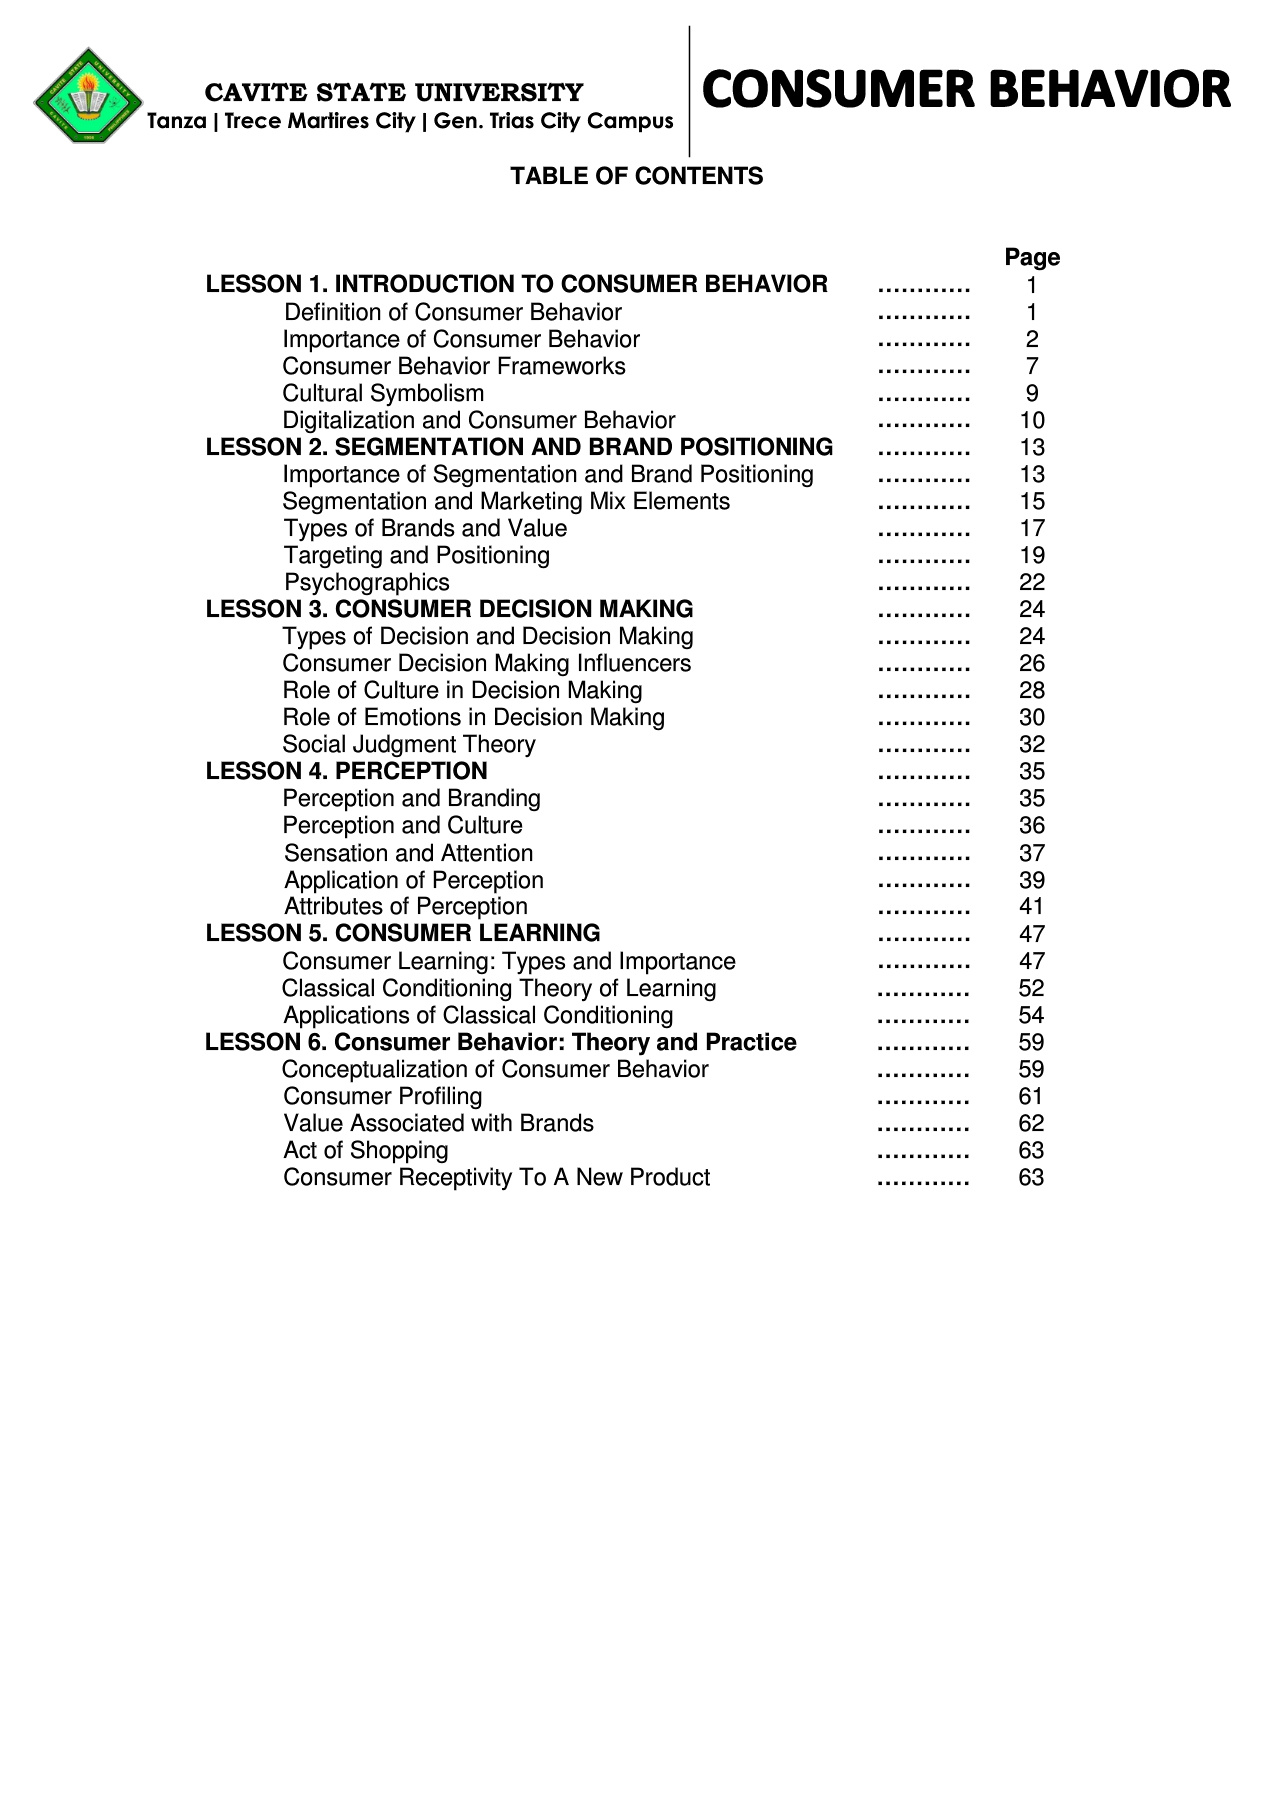 CAVITE STATE UNIVERSITY
Tanza | Trece Martires City | Gen. Trias City Campus
CONSUMER BEHAVIOR
TABLE OF CONTENTS
Page
LESSON 1. INTRODUCTION TO CONSUMER BEHAVIOR ………… 1
Definition of Consumer Behavior ………… 1
Importance of Consumer Behavior ………… 2
Consumer Behavior Frameworks ………… 7
Cultural Symbolism ………… 9
Digitalization and Consumer Behavior ………… 10
LESSON 2. SEGMENTATION AND BRAND POSITIONING ………… 13
Importance of Segmentation and Brand Positioning ………… 13
Segmentation and Marketing Mix Elements ………… 15
Types of Brands and Value ………… 17
Targeting and Positioning ………… 19
Psychographics ………… 22
LESSON 3. CONSUMER DECISION MAKING ………… 24
Types of Decision and Decision Making ………… 24
Consumer Decision Making Influencers ………… 26
Role of Culture in Decision Making ………… 28
Role of Emotions in Decision Making ………… 30
Social Judgment Theory ………… 32
LESSON 4. PERCEPTION ………… 35
Perception and Branding ………… 35
Perception and Culture ………… 36
Sensation and Attention ………… 37
Application of Perception ………… 39
Attributes of Perception ………… 41
LESSON 5. CONSUMER LEARNING ………… 47
Consumer Learning: Types and Importance ………… 47
Classical Conditioning Theory of Learning ………… 52
Applications of Classical Conditioning ………… 54
LESSON 6. Consumer Behavior: Theory and Practice ………… 59
Conceptualization of Consumer Behavior ………… 59
Consumer Profiling ………… 61
Value Associated with Brands ………… 62
Act of Shopping ………… 63
Consumer Receptivity To A New Product ………… 63